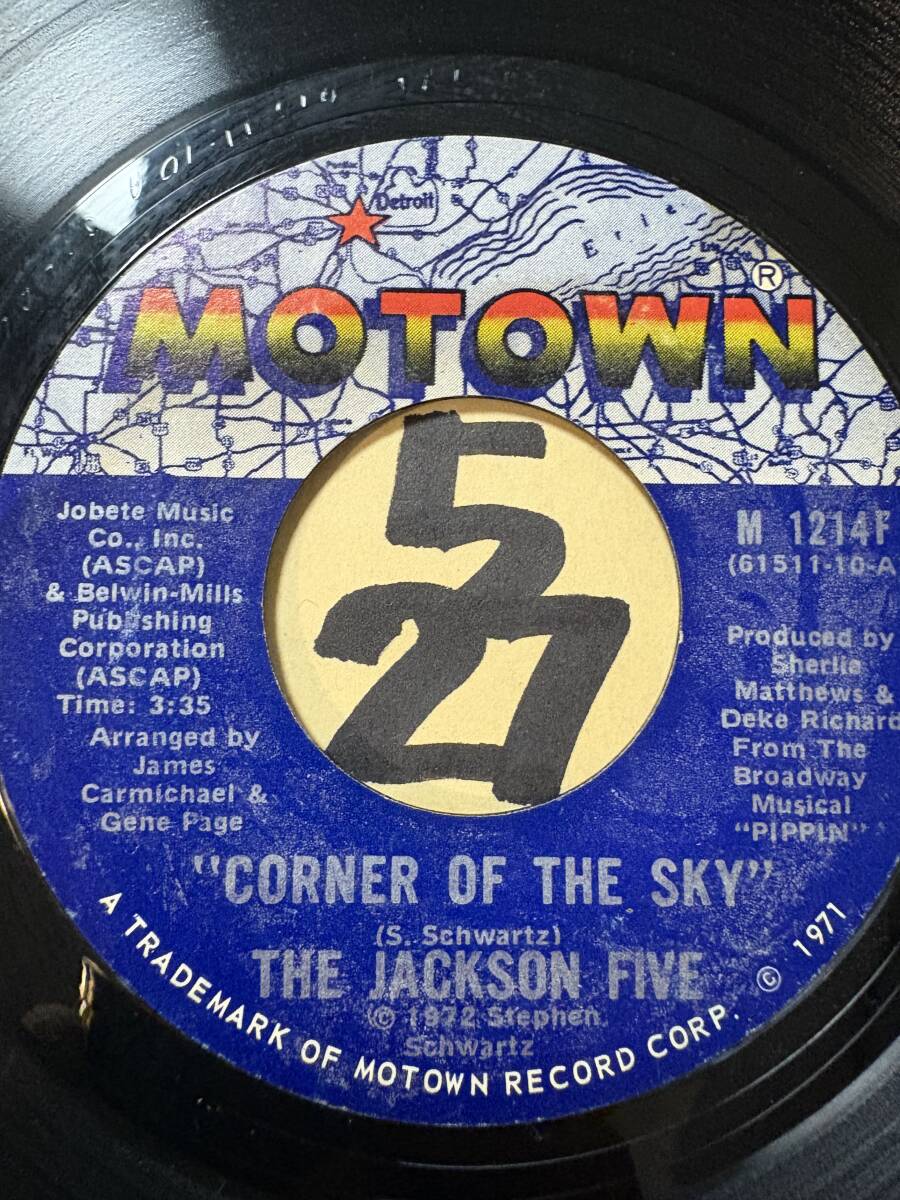 Detroit
Erie
MOTOWN®
5
27
Jobete Music
Co., Inc.
(ASCAP)
& Belwin-Mills
Publishing
Corporation
(ASCAP)
Time: 3:35
Arranged by
James
Carmichael &
Gene Page
M 1214F
(61511-10-A
Produced by
Sherlie
Matthews &
Deke Richard
From The
Broadway
Musical
"PIPPIN"
"CORNER OF THE SKY"
(S. Schwartz)
THE JACKSON FIVE
© 1972 Stephen
Schwartz
A TRADEMARK OF MOTOWN RECORD CORP. © 1971